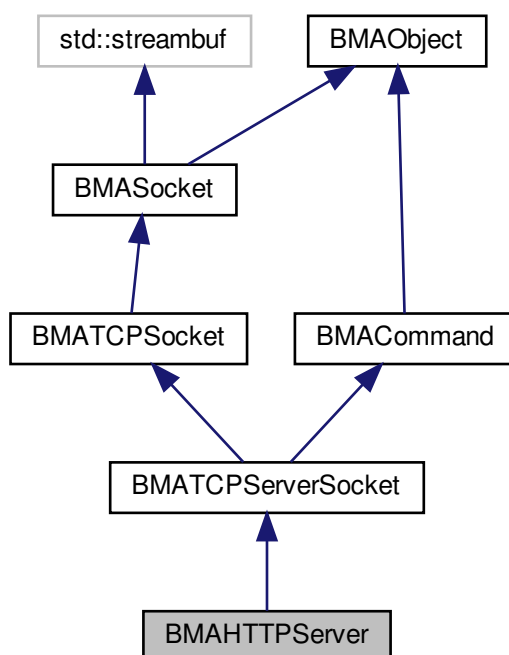 std::streambuf
BMAObject
BMASocket
BMATCPSocket
BMACommand
BMATCPServerSocket
BMAHTTPServer